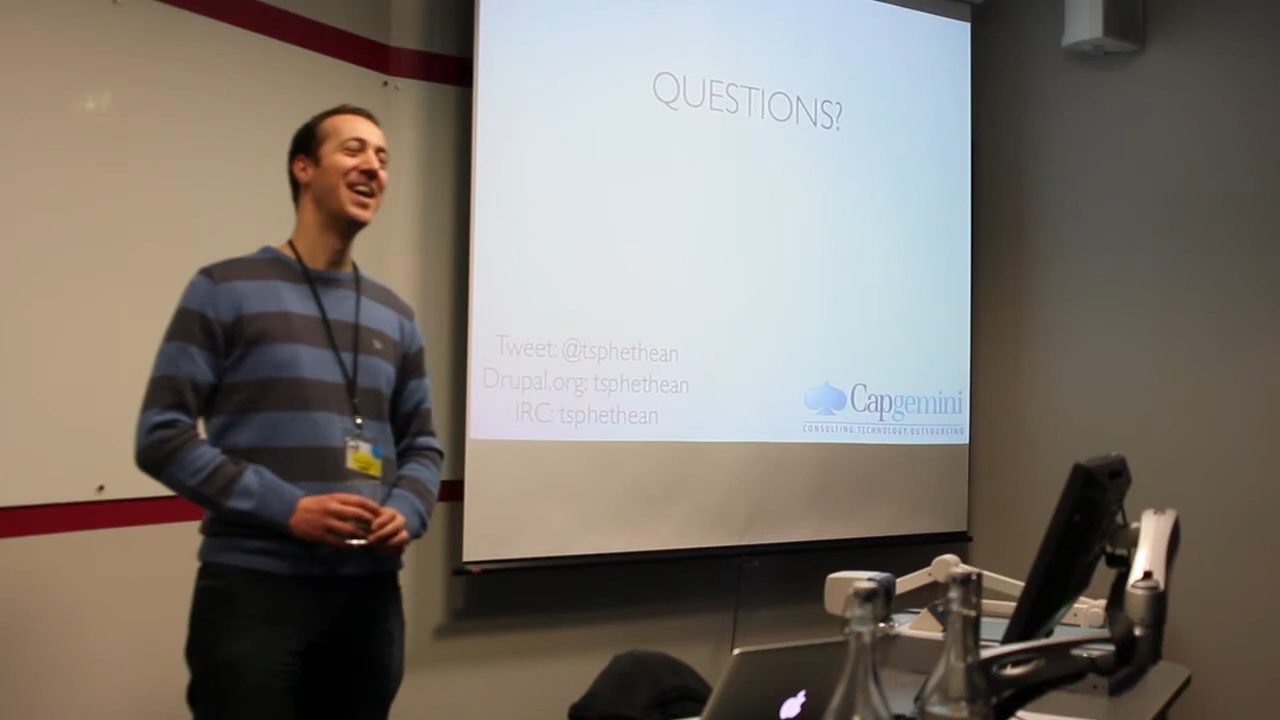 QUESTIONS?
Tweet: @tsphethean
Drupal.org: tsphethean
IRC: tsphethean
Capgemini
CONSULTING.TECHNOLOGY.OUTSOURCING